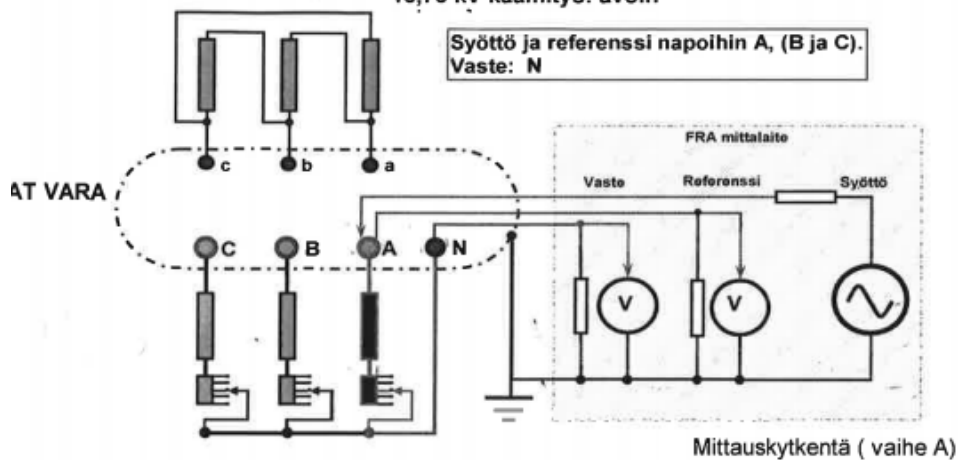 Syöttö ja referenssi napoihin A, (B ja C).
Vaste: N
FRA mittalaite
c b a
AT VARA
Vaste Referenssi Syöttö
C B A N
V V
Mittauskytkentä ( vaihe A)